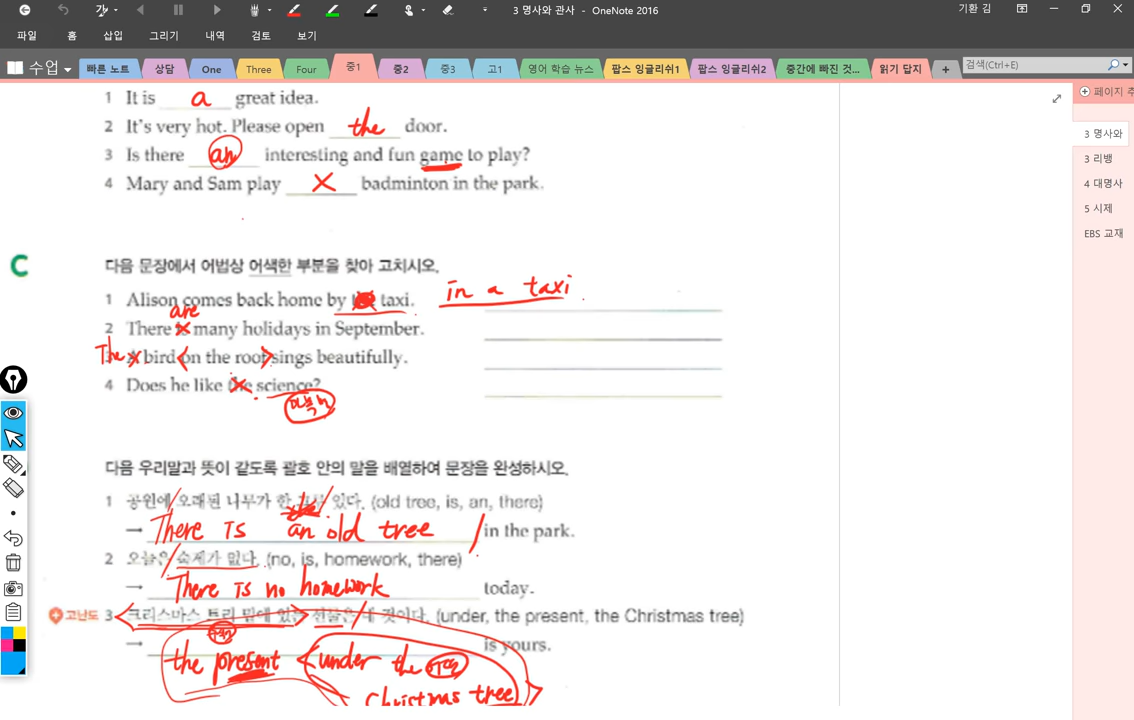 3 명사와 관사 - OneNote 2016
기환 김
파일 홈 삽입 그리기 내역 검토 보기
수업 빠른 노트 상담 One Three Four 중1 중2 중3 고1 영어 학습 뉴스 팝스 잉글리쉬1 팝스 잉글리쉬2 중간에 빠진 것... 읽기 답지 + 검색(Ctrl+E)
페이지 추
3 명사와
3 리뱅
4 대명사
5 시제
EBS 교재
1 It is a great idea.
2 It's very hot. Please open the door.
3 Is there an interesting and fun game to play?
4 Mary and Sam play X badminton in the park.
C 다음 문장에서 어법상 어색한 부분을 찾아 고치시오.
1 Alison comes back home by taxi. in a taxi
are
2 There is many holidays in September.
The
3 A bird on the roof sings beautifully.
4 Does he like the science?
다음 우리말과 뜻이 같도록 괄호 안의 말을 배열하여 문장을 완성하시오.
1 공원에 오래된 나무가 한 그루 있다. (old tree, is, an, there)
→ There is an old tree in the park.
2 오늘은 숙제가 없다. (no, is, homework, there)
→ There is no homework today.
고난도 3 크리스마스 트리 밑에 있는 선물은 네 것이다. (under, the present, the Christmas tree)
→ is yours.
the present under the
Christmas tree